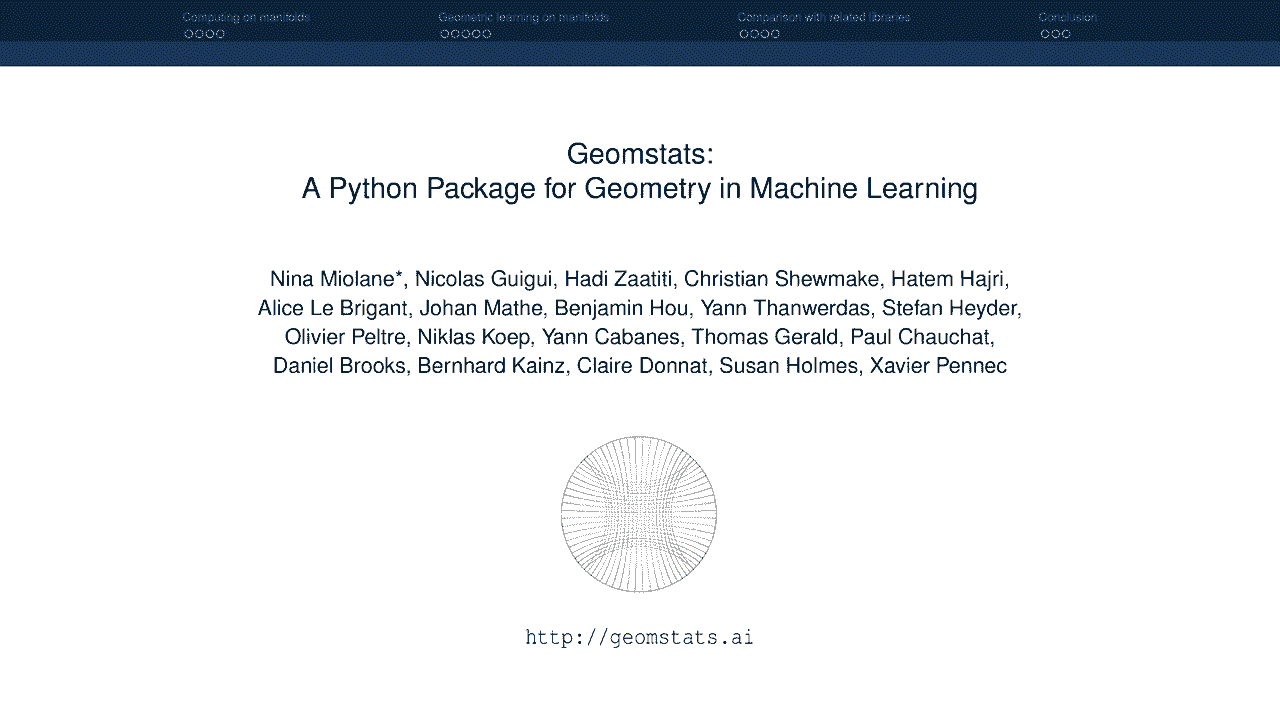 Computing on manifolds
Geometric learning on manifolds
Comparison with related libraries
Conclusion
Geomstats:
A Python Package for Geometry in Machine Learning
Nina Miolane*, Nicolas Guigui, Hadi Zaatiti, Christian Shewmake, Hatem Hajri,
Alice Le Brigant, Johan Mathe, Benjamin Hou, Yann Thanwerdas, Stefan Heyder,
Olivier Peltre, Niklas Koep, Yann Cabanes, Thomas Gerald, Paul Chauchat,
Daniel Brooks, Bernhard Kainz, Claire Donnat, Susan Holmes, Xavier Pennec
http://geomstats.ai